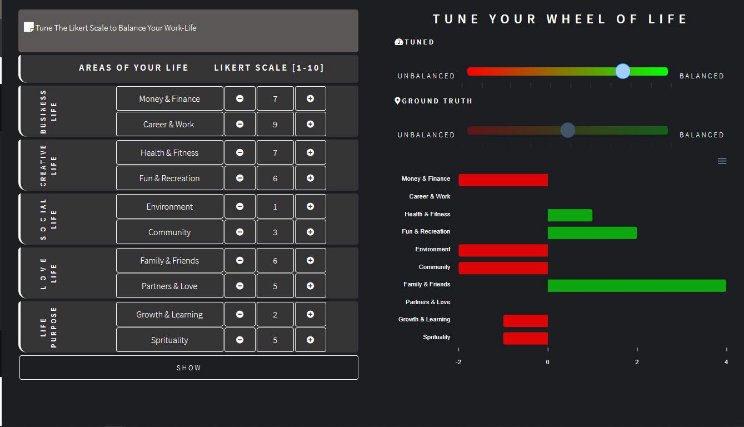 Tune The Likert Scale to Balance Your Work-Life
AREAS OF YOUR LIFE LIKERT SCALE [1-10]
BUSINESS LIFE
Money & Finance 7
Career & Work 9
CREATIVE LIFE
Health & Fitness 7
Fun & Recreation 6
SOCIAL LIFE
Environment 1
Community 3
LOVE LIFE
Family & Friends 6
Partners & Love 5
LIFE PURPOSE
Growth & Learning 2
Sprituality 5
SHOW
TUNE YOUR WHEEL OF LIFE
TUNED
UNBALANCED BALANCED
GROUND TRUTH
UNBALANCED BALANCED
Money & Finance
Career & Work
Health & Fitness
Fun & Recreation
Environment
Community
Family & Friends
Partners & Love
Growth & Learning
Sprituality
-2 0 2 4